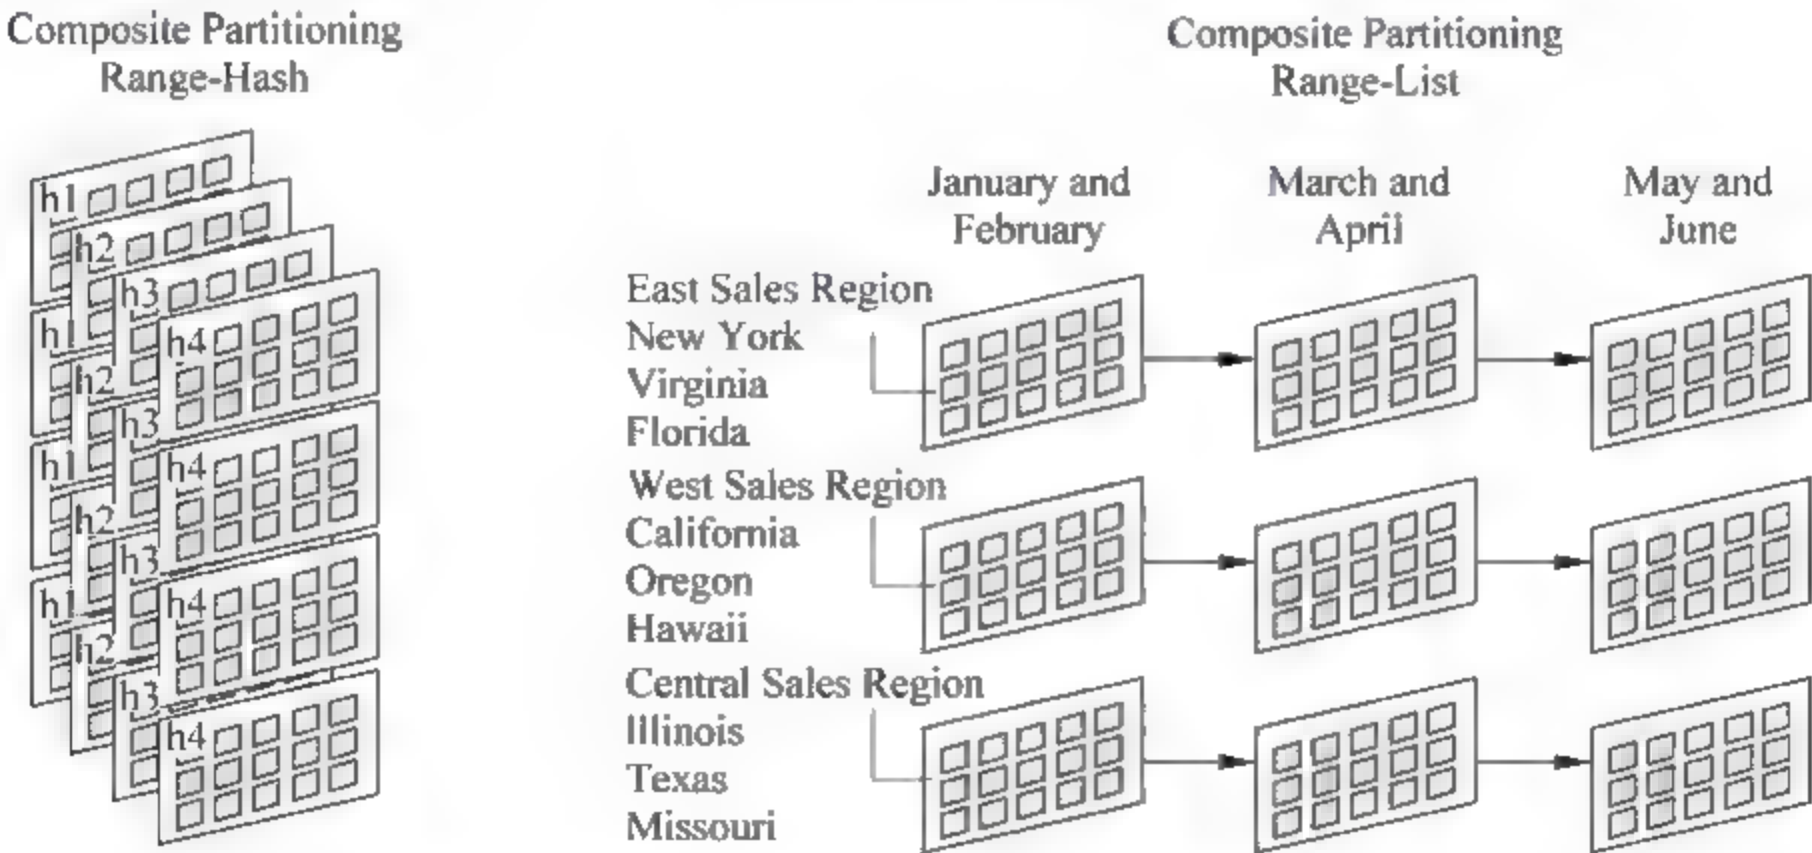 Composite Partitioning
Range-Hash
h1
h2
h3
h4
h1
h2
h3
h4
h1
h2
h3
h4
h1
h2
h3
h4
Composite Partitioning
Range-List
January and
February
March and
April
May and
June
East Sales Region
New York
Virginia
Florida
West Sales Region
California
Oregon
Hawaii
Central Sales Region
Illinois
Texas
Missouri